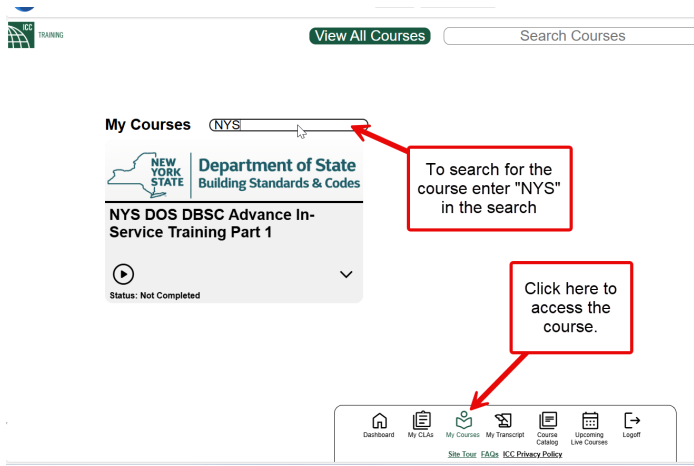 ICC
TRAINING
View All Courses
Search Courses
My Courses
NYS
To search for the
course enter "NYS"
in the search
NEW
YORK
STATE
Department of State
Building Standards & Codes
NYS DOS DBSC Advance In-
Service Training Part 1
Status: Not Completed
Click here to
access the
course.
Dashboard
My CLAs
My Courses
My Transcript
Course
Catalog
Upcoming
Live Courses
Logoff
Site Tour FAQs ICC Privacy Policy